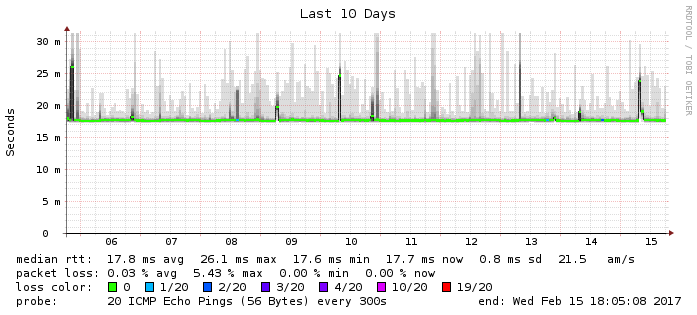 Last 10 Days
RRDTOOL / TOBI OETIKER
Seconds
30 m
25 m
20 m
15 m
10 m
5 m
0
06 07 08 09 10 11 12 13 14 15
median rtt: 17.8 ms avg 26.1 ms max 17.6 ms min 17.7 ms now 0.8 ms sd 21.5 am/s
packet loss: 0.03 % avg 5.43 % max 0.00 % min 0.00 % now
loss color: 0 1/20 2/20 3/20 4/20 10/20 19/20
probe: 20 ICMP Echo Pings (56 Bytes) every 300s end: Wed Feb 15 18:05:08 2017